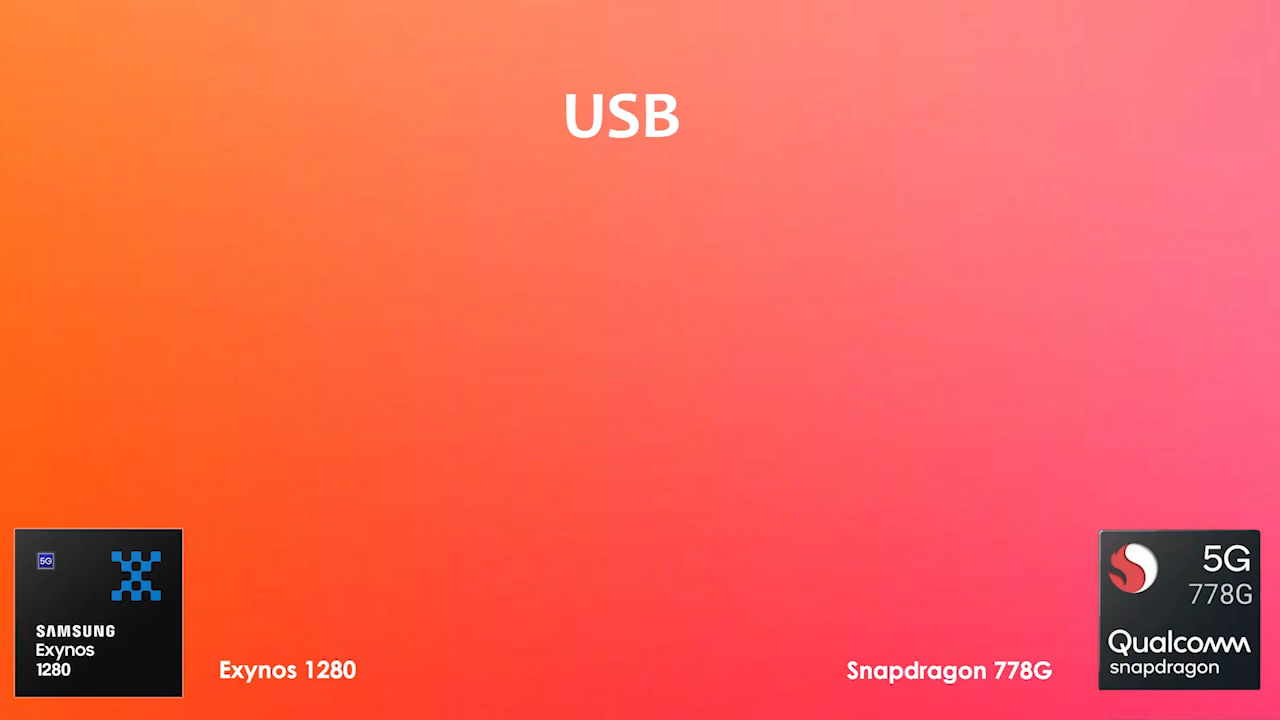 USB
5G
SAMSUNG
Exynos
1280
Exynos 1280
Snapdragon 778G
5G
778G
Qualcomm
snapdragon